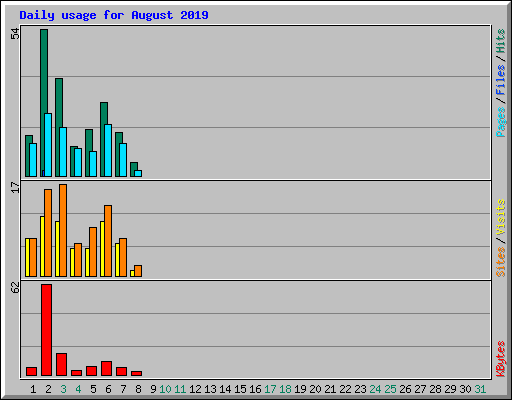 Daily usage for August 2019
54
17
62
Pages / Files / Hits
Sites / Visits
KBytes
1 2 3 4 5 6 7 8 9 10 11 12 13 14 15 16 17 18 19 20 21 22 23 24 25 26 27 28 29 30 31